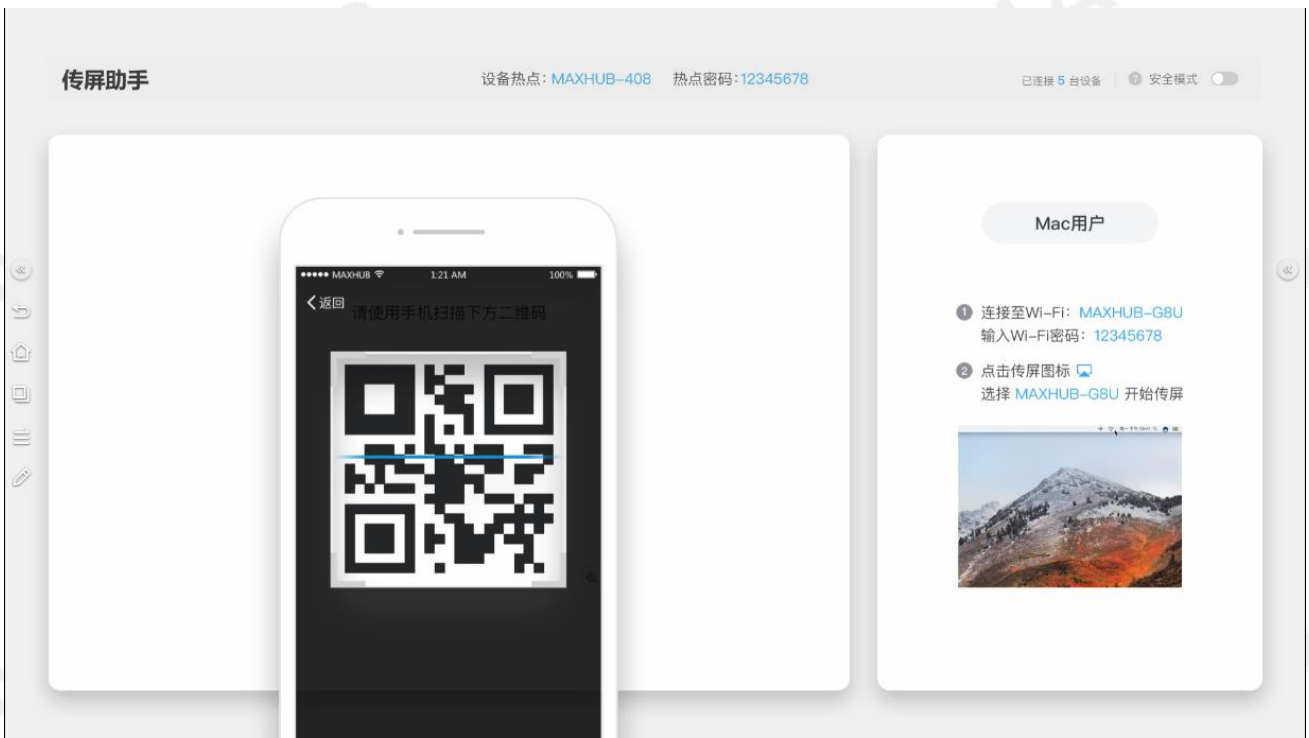 传屏助手
设备热点：MAXHUB-408 热点密码：12345678
已连接 5 台设备
? 安全模式
MAXHUB 1:21 AM 100%
返回
请使用手机扫描下方二维码
Mac用户
1 连接至Wi-Fi：MAXHUB-G8U
输入Wi-Fi密码：12345678
2 点击传屏图标
选择 MAXHUB-G8U 开始传屏